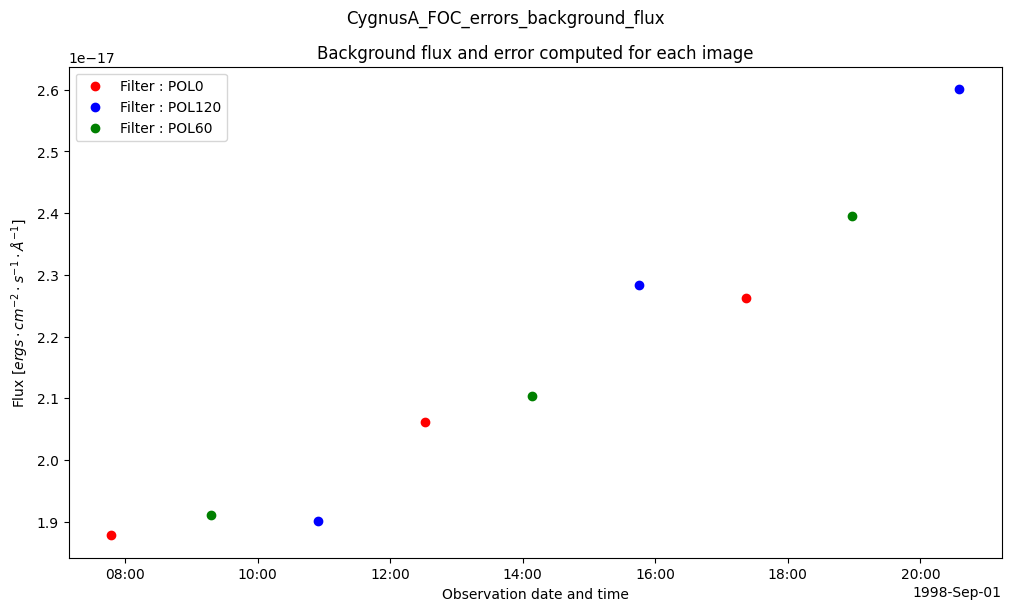 CygnusA_FOC_errors_background_flux
Background flux and error computed for each image
1e−17
Filter : POL0
Filter : POL120
Filter : POL60
2.6
2.5
2.4
2.3
2.2
2.1
2.0
1.9
Flux [ergs · cm⁻² · s⁻¹ · Å⁻¹]
08:00 10:00 12:00 14:00 16:00 18:00 20:00
1998-Sep-01
Observation date and time